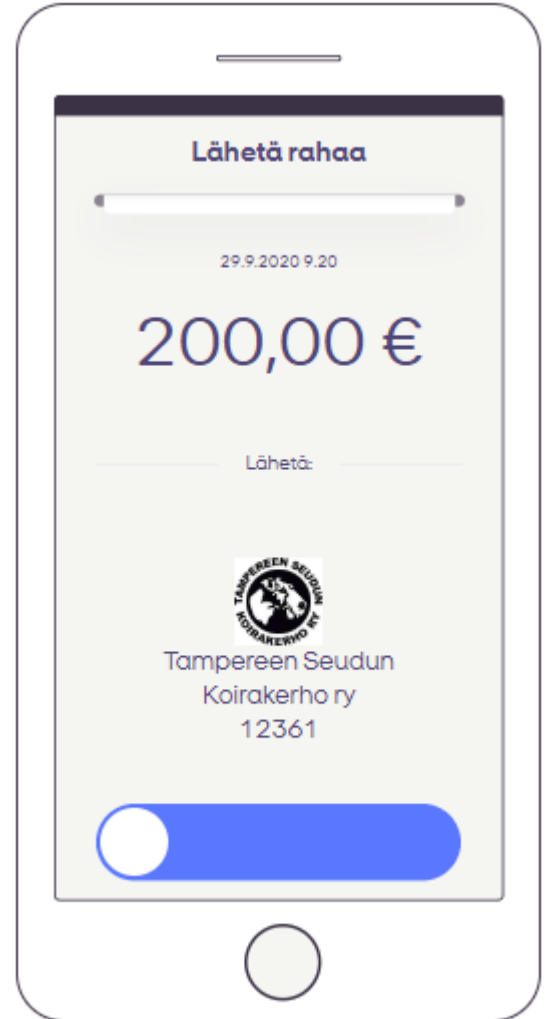 Lähetä rahaa
29.9.2020 9.20
200,00 €
Lähetä:
TAMPEREEN SEUDUN
KOIRAKERHO RY
Tampereen Seudun
Koirakerho ry
12361